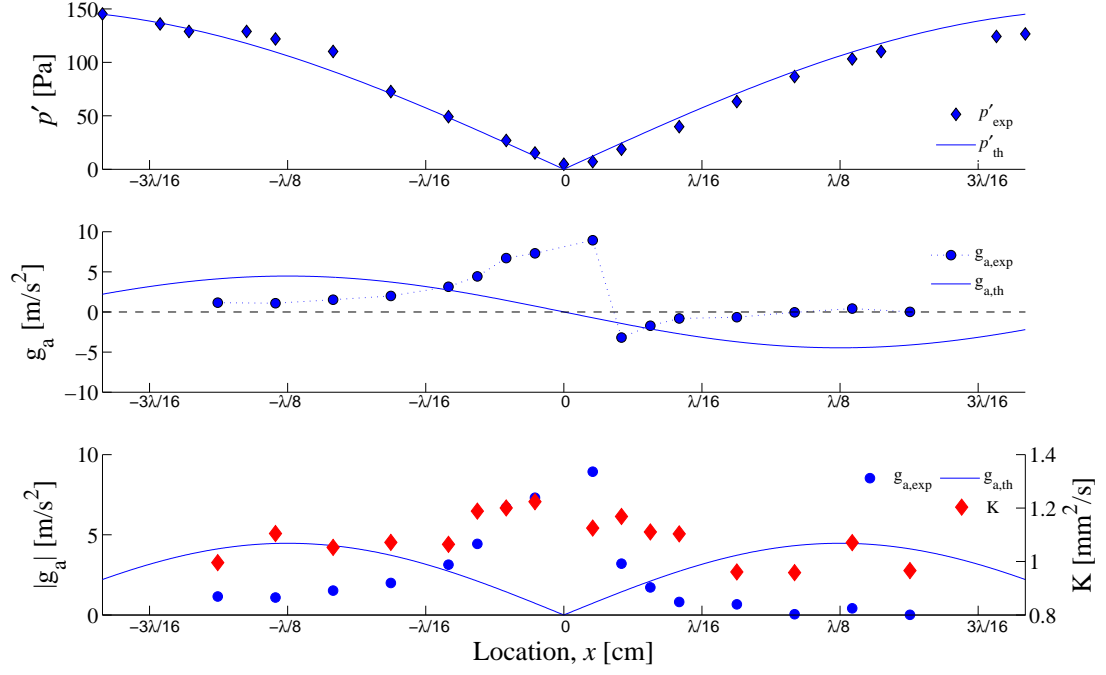 150
100
50
0
p′ [Pa]
p′exp
p′th
−3λ/16 −λ/8 −λ/16 0 λ/16 λ/8 3λ/16
10
5
0
−5
−10
ga [m/s2]
ga,exp
ga,th
−3λ/16 −λ/8 −λ/16 0 λ/16 λ/8 3λ/16
10
5
0
|ga| [m/s2]
ga,exp ga,th
K
1.4
1.2
1
0.8
K [mm2/s]
−3λ/16 −λ/8 −λ/16 0 λ/16 λ/8 3λ/16
Location, x [cm]